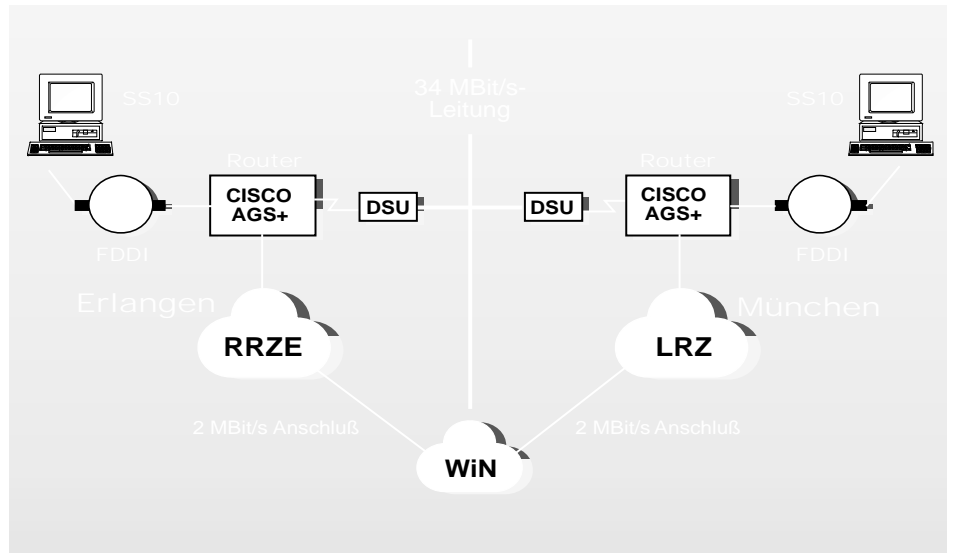 34 MBit/s-
Leitung
SS10
SS10
Router
Router
CISCO
AGS+
DSU
DSU
CISCO
AGS+
FDDI
FDDI
Erlangen
München
RRZE
LRZ
2 MBit/s Anschluß
2 MBit/s Anschluß
WiN